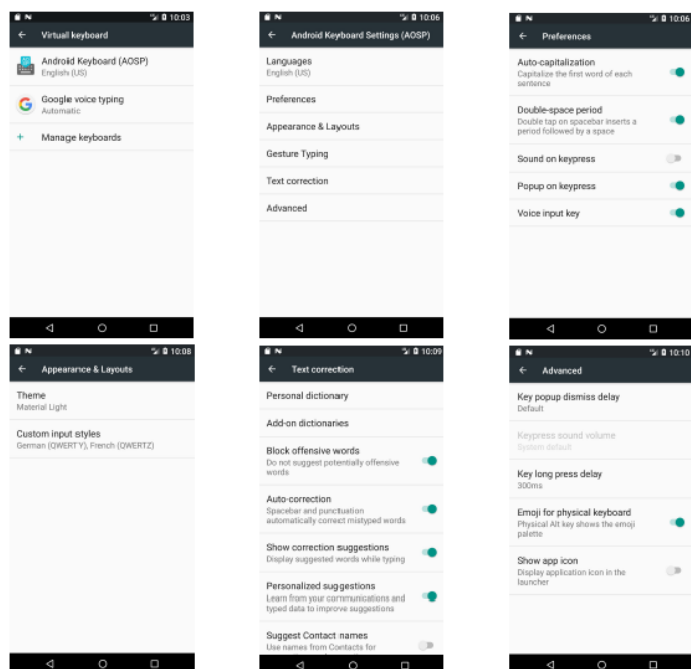 10:03
Virtual keyboard
Android Keyboard (AOSP)
English (US)
Google voice typing
Automatic
Manage keyboards
10:06
Android Keyboard Settings (AOSP)
Languages
English (US)
Preferences
Appearance & Layouts
Gesture Typing
Text correction
Advanced
10:06
Preferences
Auto-capitalization
Capitalize the first word of each
sentence
Double-space period
Double tap on spacebar inserts a
period followed by a space
Sound on keypress
Popup on keypress
Voice input key
10:08
Appearance & Layouts
Theme
Material Light
Custom input styles
German (QWERTY), French (QWERTZ)
10:09
Text correction
Personal dictionary
Add-on dictionaries
Block offensive words
Do not suggest potentially offensive
words
Auto-correction
Spacebar and punctuation
automatically correct mistyped words
Show correction suggestions
Display suggested words while typing
Personalized suggestions
Learn from your communications and
typed data to improve suggestions
Suggest Contact names
Use names from Contacts for
10:10
Advanced
Key popup dismiss delay
Default
Keypress sound volume
System default
Key long press delay
300ms
Emoji for physical keyboard
Physical Alt key shows the emoji
palette
Show app icon
Display application icon in the
launcher